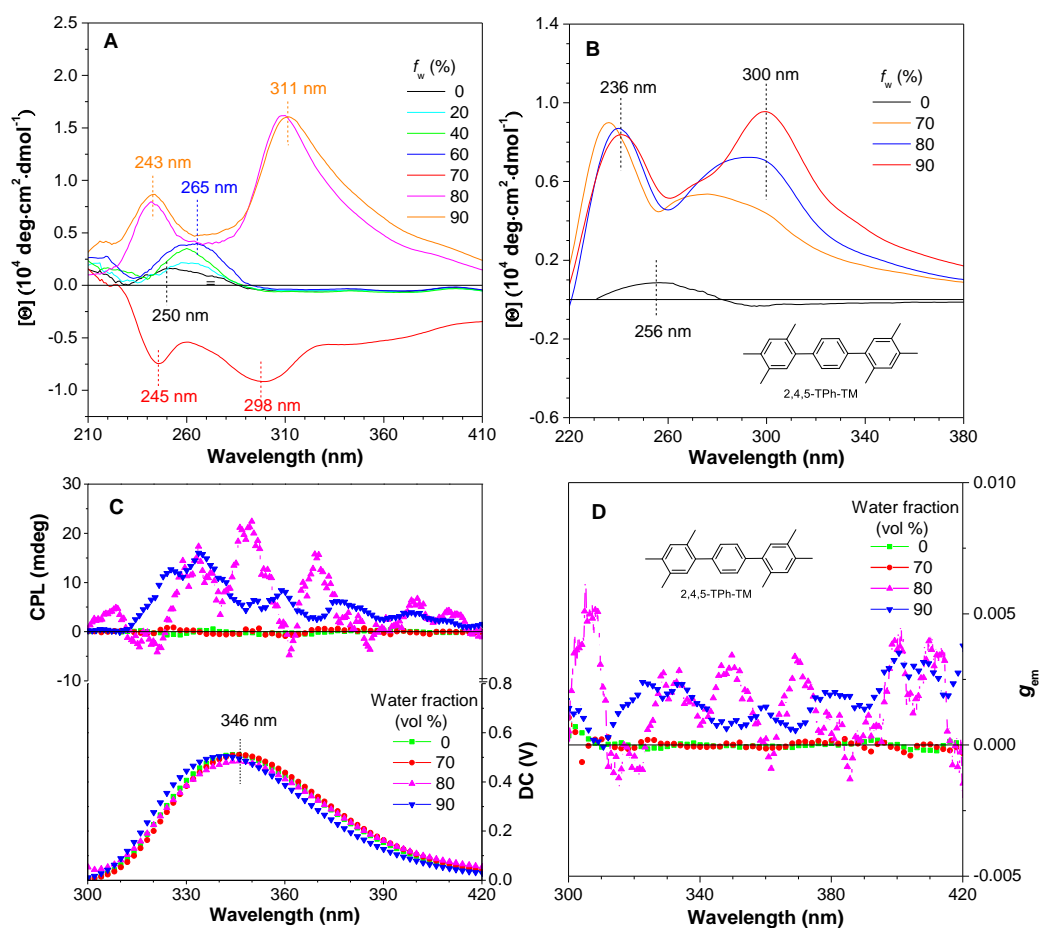 A
[Θ] (10⁴ deg·cm²·dmol⁻¹)
2.5
2.0
1.5
1.0
0.5
0.0
-0.5
-1.0
fw (%)
0
20
40
60
70
80
90
311 nm
243 nm
265 nm
250 nm
245 nm
298 nm
210 260 310 360 410
Wavelength (nm)
B
[Θ] (10⁴ deg·cm²·dmol⁻¹)
1.4
1.0
0.6
0.2
-0.2
-0.6
fw (%)
0
70
80
90
236 nm
300 nm
256 nm
2,4,5-TPh-TM
220 260 300 340 380
Wavelength (nm)
C
CPL (mdeg)
30
20
10
0
-10
346 nm
Water fraction
(vol %)
0
70
80
90
0.8
0.6
0.4
0.2
0.0
DC (V)
300 330 360 390 420
Wavelength (nm)
D
2,4,5-TPh-TM
Water fraction
(vol %)
0
70
80
90
0.010
0.005
0.000
-0.005
gem
300 340 380 420
Wavelength (nm)